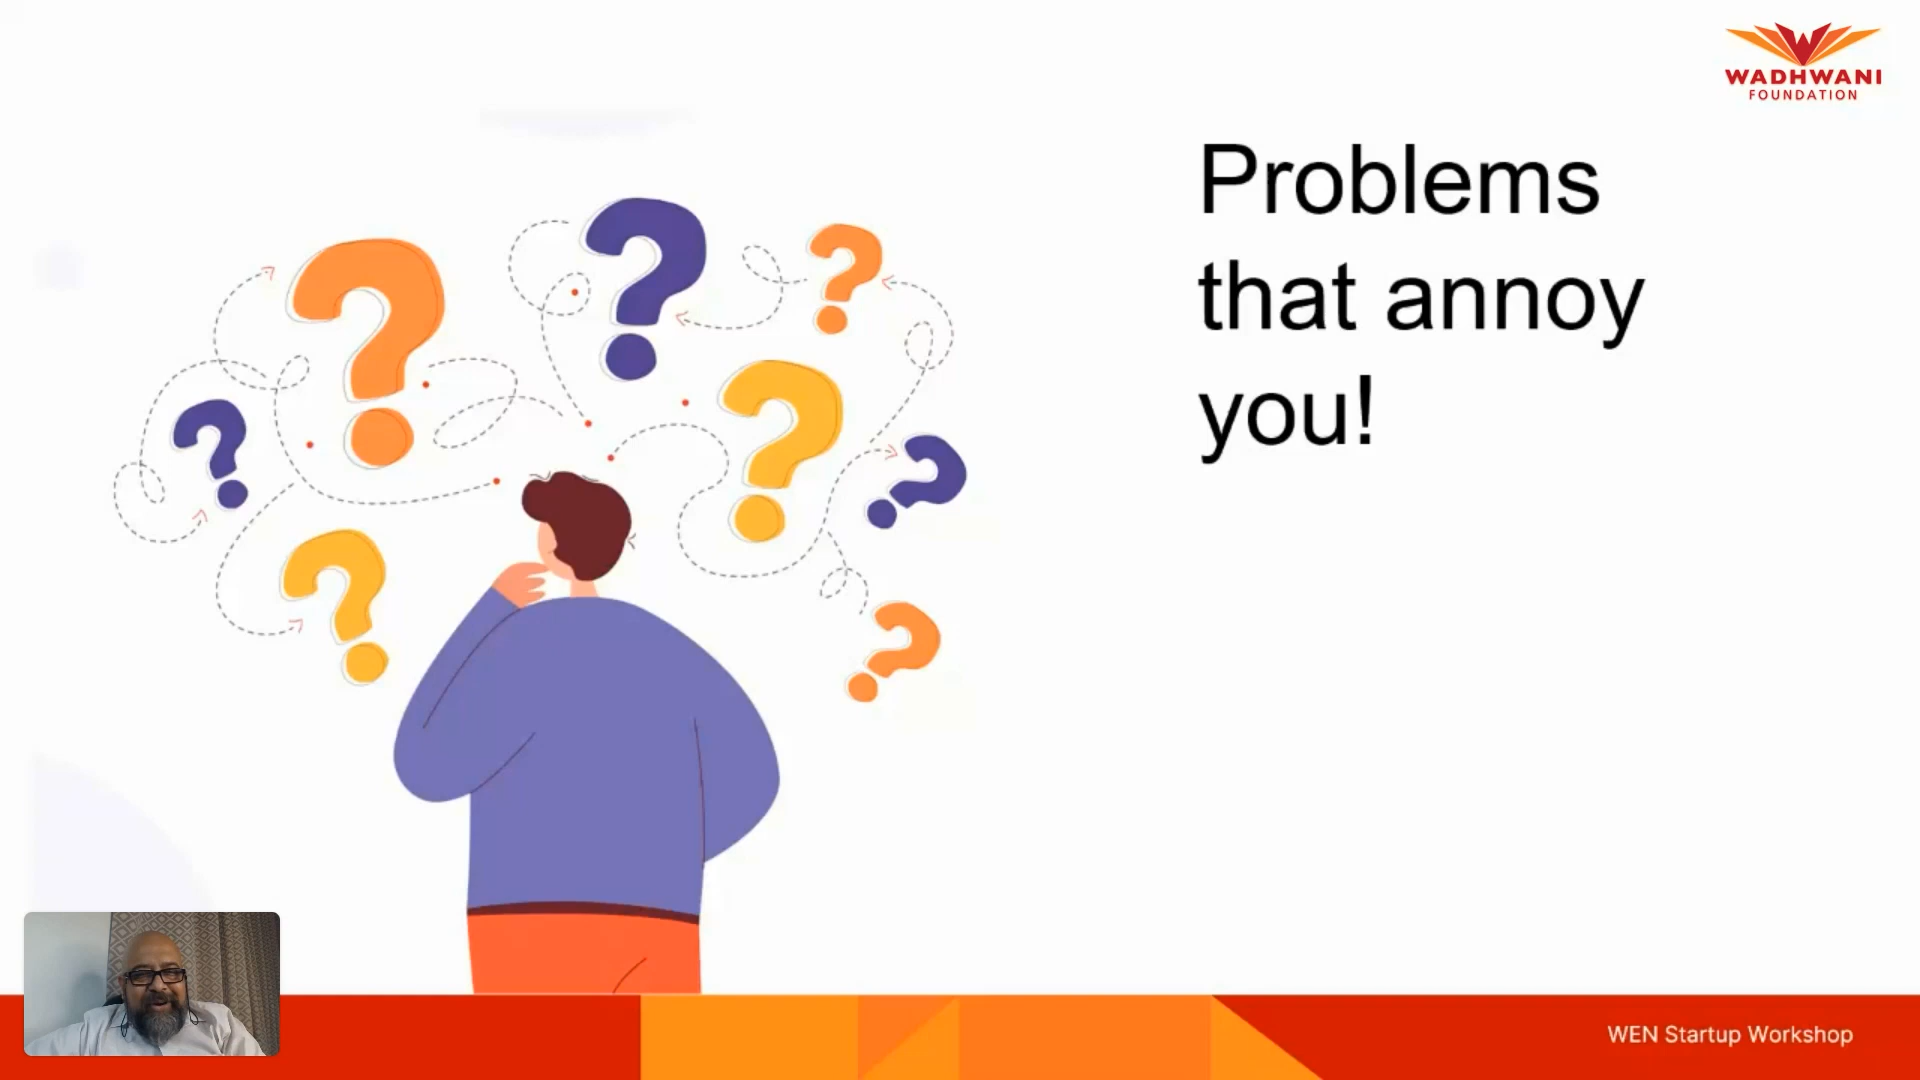 WADHWANI
FOUNDATION
Problems
that annoy
you!
WEN Startup Workshop